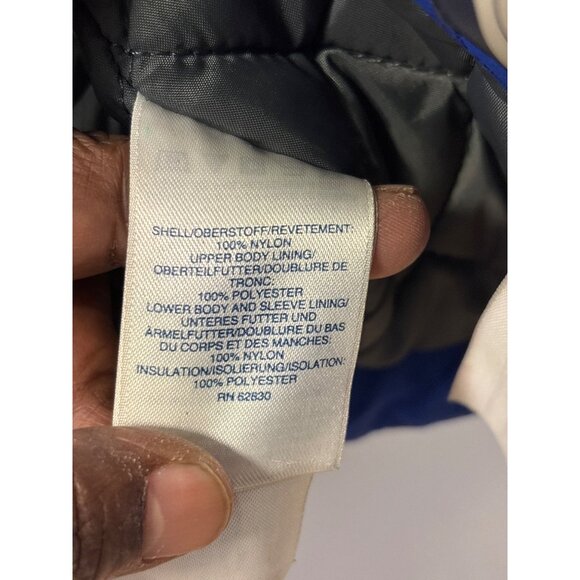 SHELL/OBERSTOFF/REVETEMENT:
100% NYLON
UPPER BODY LINING/
OBERTEILFUTTER/DOUBLURE DE
TRONC:
100% POLYESTER
LOWER BODY AND SLEEVE LINING/
UNTERES FUTTER UND
ÄRMELFUTTER/DOUBLURE DU BAS
DU CORPS ET DES MANCHES:
100% NYLON
INSULATION/ISOLIERUNG/ISOLATION:
100% POLYESTER
RN 62830